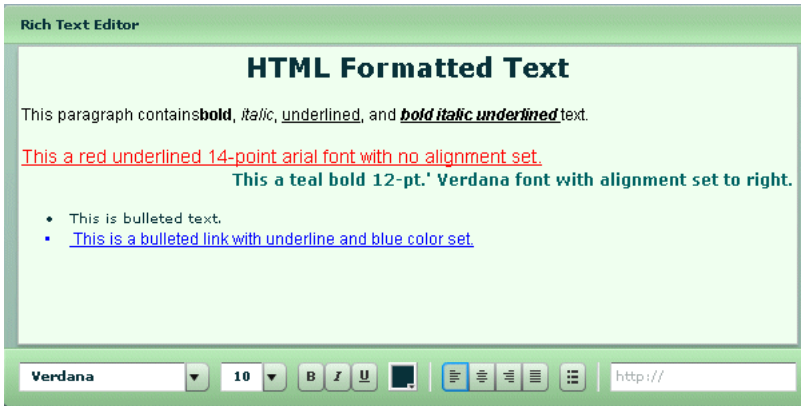 Rich Text Editor
HTML Formatted Text
This paragraph containsbold, italic, underlined, and bold italic underlined text.
This a red underlined 14-point arial font with no alignment set.
This a teal bold 12-pt.' Verdana font with alignment set to right.
• This is bulleted text.
• This is a bulleted link with underline and blue color set.
Verdana 10 B I U http://